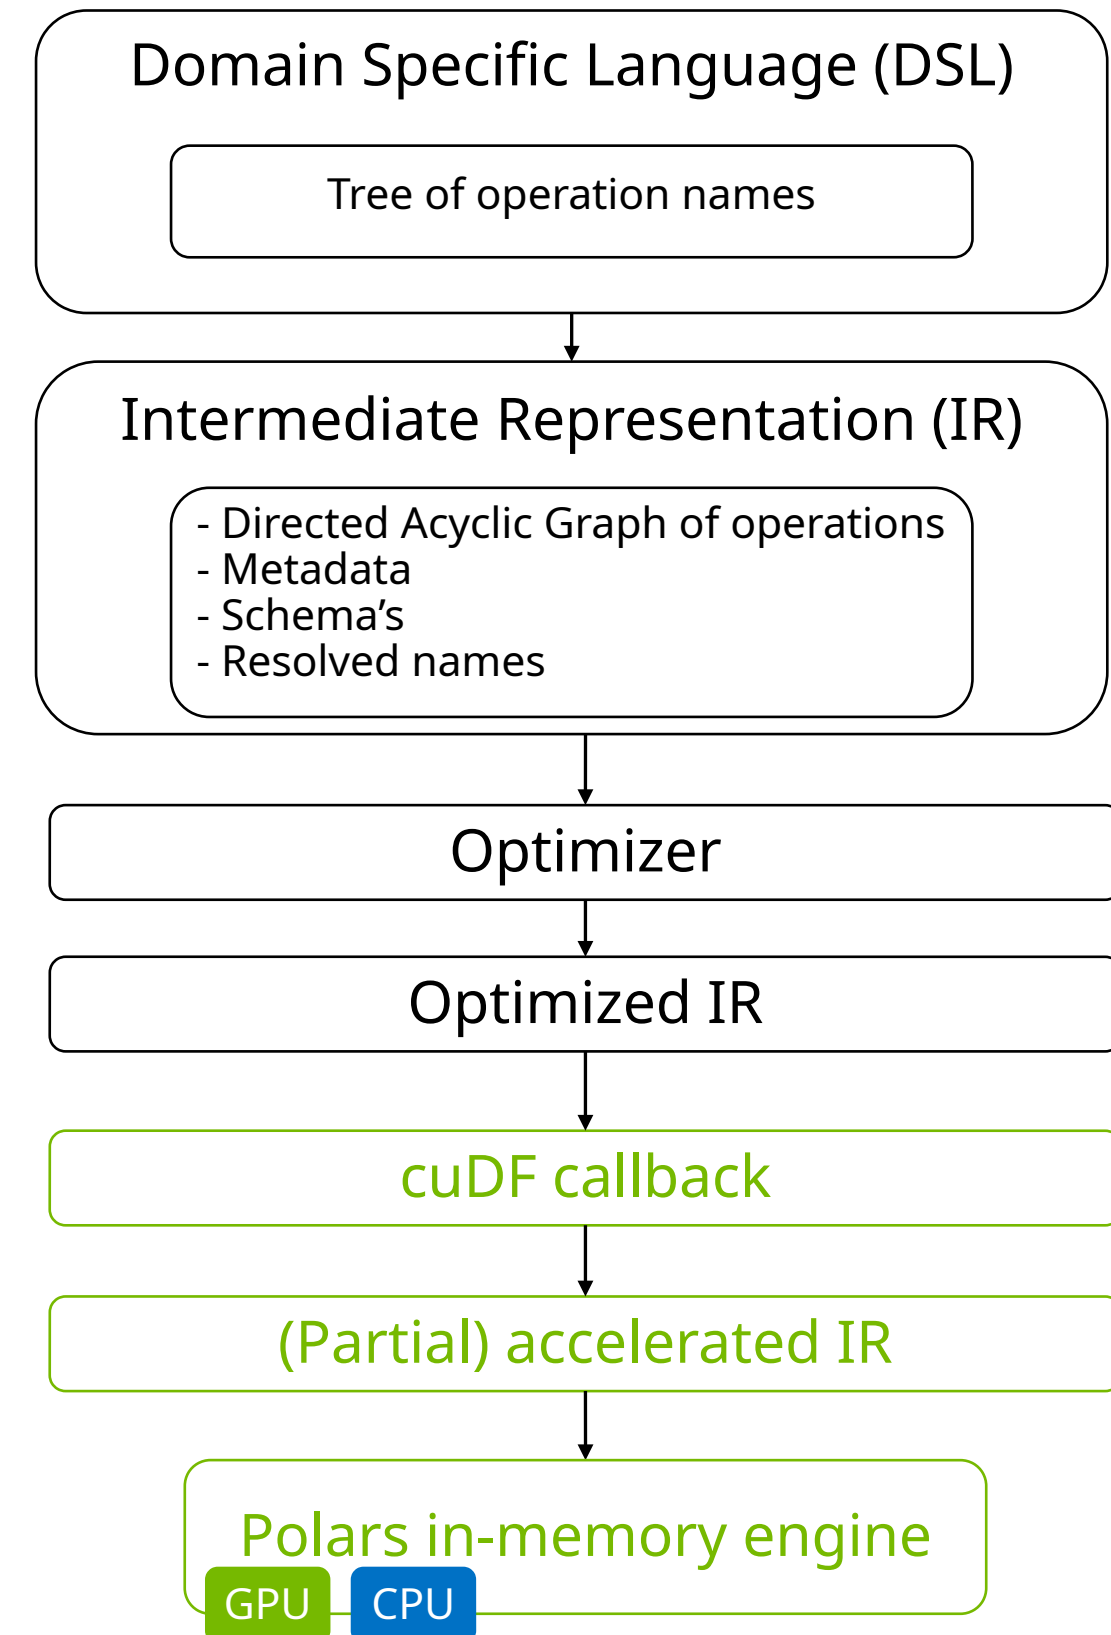 Domain Specific Language (DSL)
Tree of operation names
Intermediate Representation (IR)
- Directed Acyclic Graph of operations
- Metadata
- Schema’s
- Resolved names
Optimizer
Optimized IR
cuDF callback
(Partial) accelerated IR
Polars in-memory engine
GPU CPU